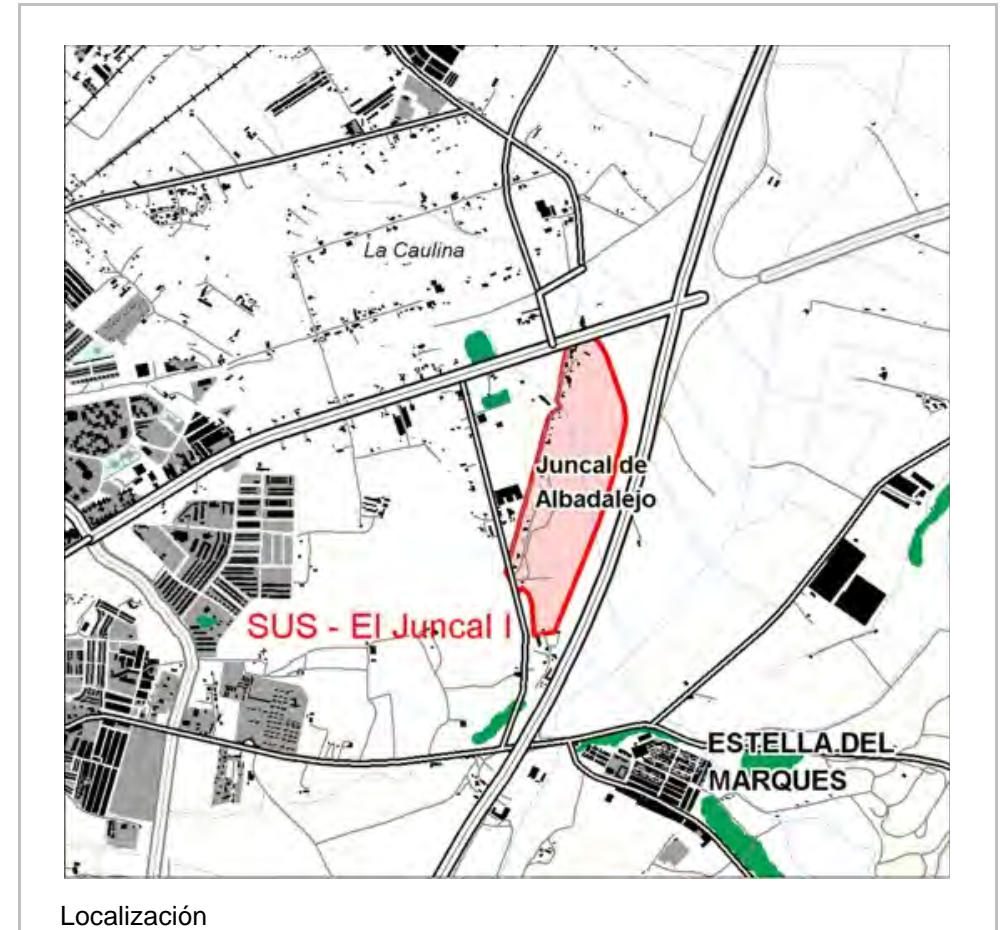 La Caulina
Juncal de
Albadalejo
SUS - El Juncal I
ESTELLA DEL
MARQUES
Localización